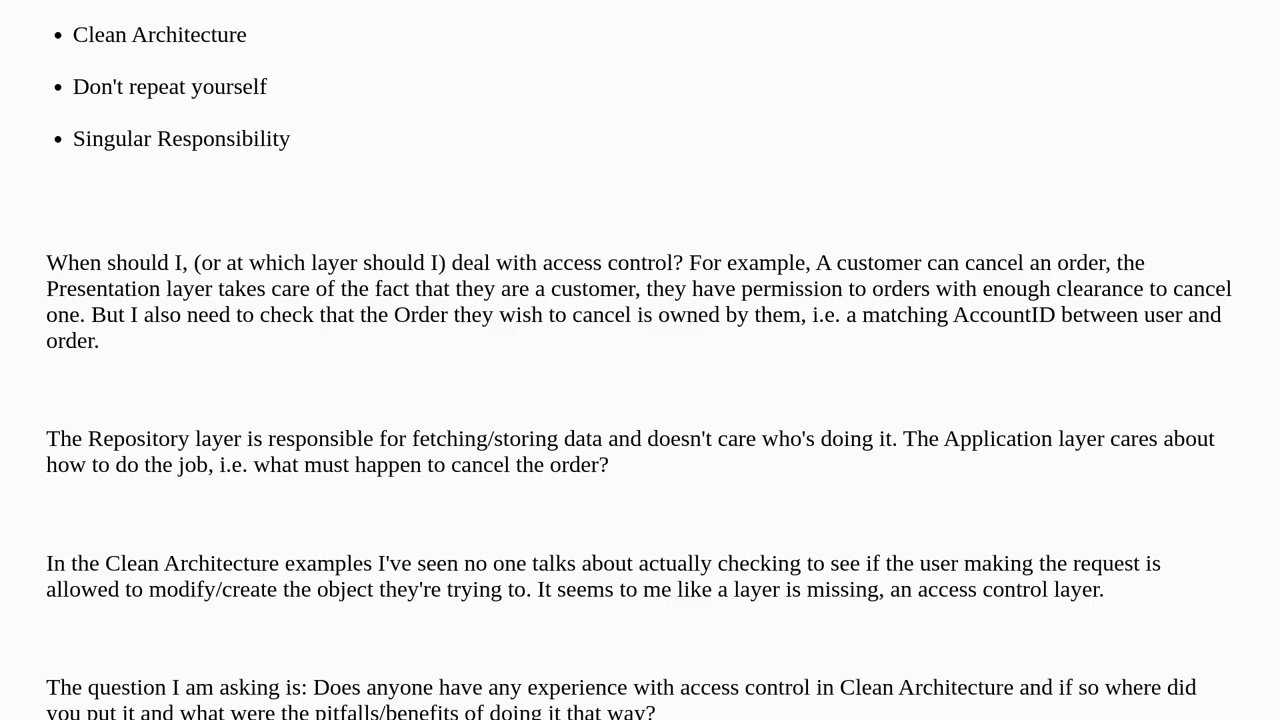 • Clean Architecture
• Don't repeat yourself
• Singular Responsibility
When should I, (or at which layer should I) deal with access control? For example, A customer can cancel an order, the
Presentation layer takes care of the fact that they are a customer, they have permission to orders with enough clearance to cancel
one. But I also need to check that the Order they wish to cancel is owned by them, i.e. a matching AccountID between user and
order.
The Repository layer is responsible for fetching/storing data and doesn't care who's doing it. The Application layer cares about
how to do the job, i.e. what must happen to cancel the order?
In the Clean Architecture examples I've seen no one talks about actually checking to see if the user making the request is
allowed to modify/create the object they're trying to. It seems to me like a layer is missing, an access control layer.
The question I am asking is: Does anyone have any experience with access control in Clean Architecture and if so where did
you put it and what were the pitfalls/benefits of doing it that way?